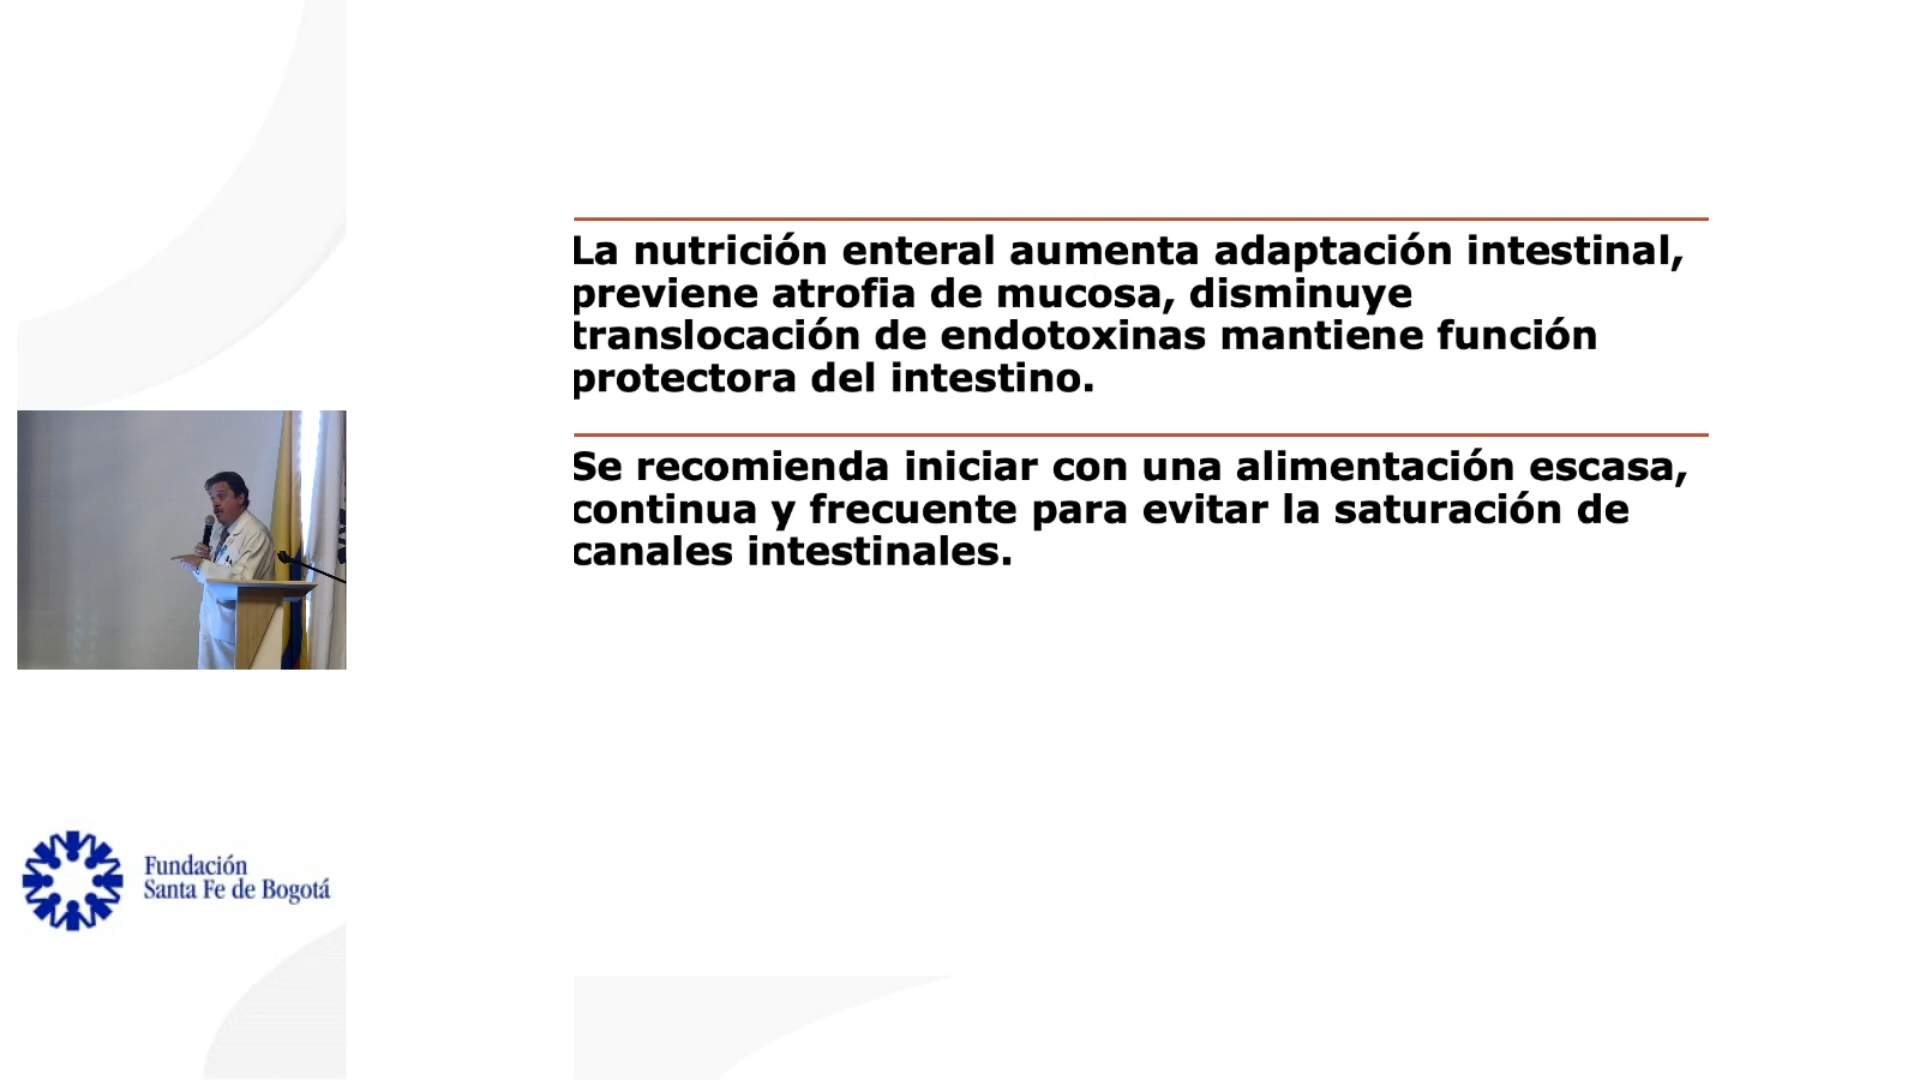 La nutrición enteral aumenta adaptación intestinal,
previene atrofia de mucosa, disminuye
translocación de endotoxinas mantiene función
protectora del intestino.
Se recomienda iniciar con una alimentación escasa,
continua y frecuente para evitar la saturación de
canales intestinales.
Fundación
Santa Fe de Bogotá